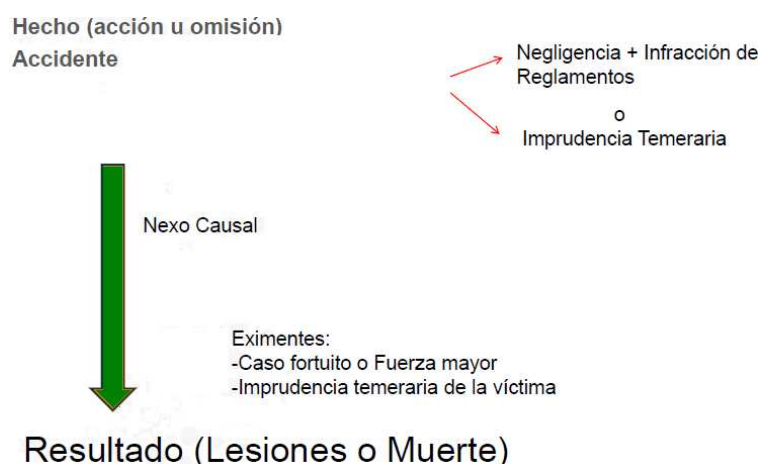 Hecho (acción u omisión)
Accidente
Negligencia + Infracción de
Reglamentos
o
Imprudencia Temeraria
Nexo Causal
Eximentes:
-Caso fortuito o Fuerza mayor
-Imprudencia temeraria de la víctima
Resultado (Lesiones o Muerte)